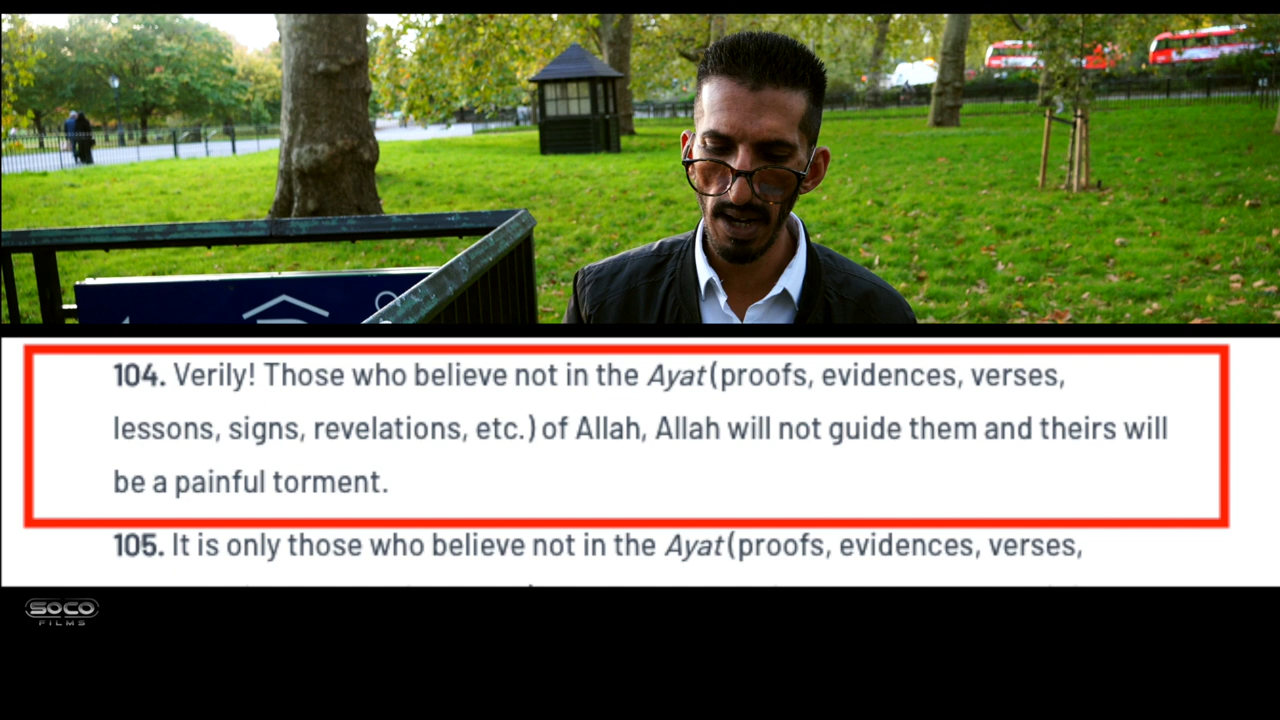 104. Verily! Those who believe not in the Ayat (proofs, evidences, verses,
lessons, signs, revelations, etc.) of Allah, Allah will not guide them and theirs will
be a painful torment.
105. It is only those who believe not in the Ayat (proofs, evidences, verses,
SOCO
FILMS